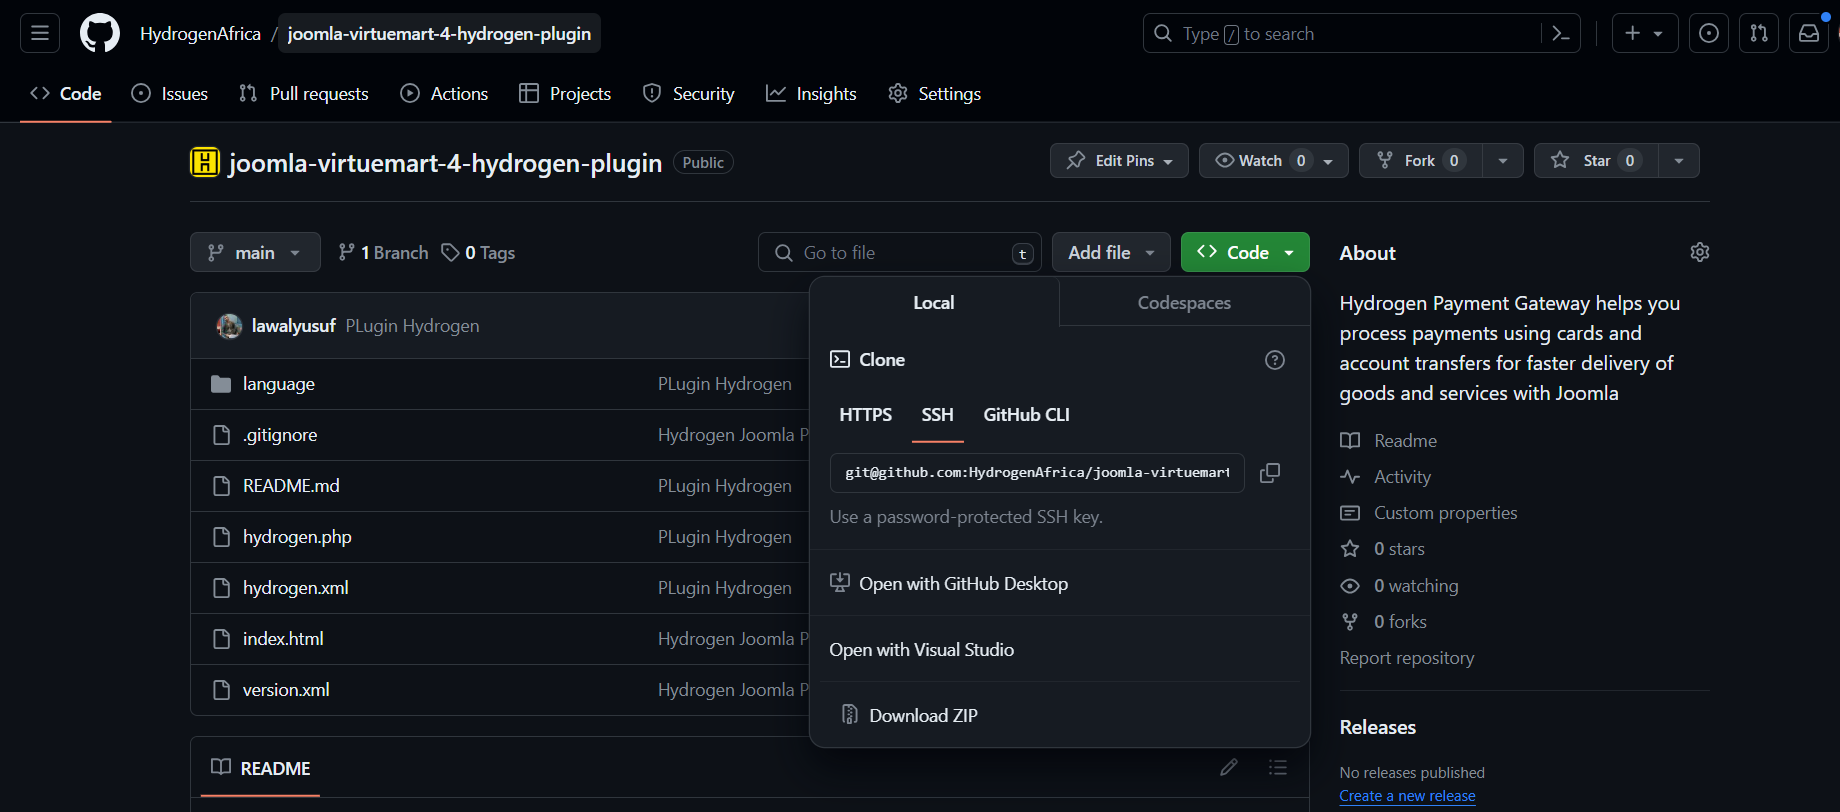 HydrogenAfrica / joomla-virtuemart-4-hydrogen-plugin
Type / to search
Code Issues Pull requests Actions Projects Security Insights Settings
joomla-virtuemart-4-hydrogen-plugin Public
Edit Pins Watch 0 Fork 0 Star 0
main 1 Branch 0 Tags Go to file t Add file Code
lawalyusuf PLugin Hydrogen
language PLugin Hydrogen
.gitignore Hydrogen Joomla P
README.md PLugin Hydrogen
hydrogen.php PLugin Hydrogen
hydrogen.xml PLugin Hydrogen
index.html Hydrogen Joomla P
version.xml Hydrogen Joomla P
README
Local Codespaces
Clone
HTTPS SSH GitHub CLI
git@github.com:HydrogenAfrica/joomla-virtuemart
Use a password-protected SSH key.
Open with GitHub Desktop
Open with Visual Studio
Download ZIP
About
Hydrogen Payment Gateway helps you
process payments using cards and
account transfers for faster delivery of
goods and services with Joomla
Readme
Activity
Custom properties
0 stars
0 watching
0 forks
Report repository
Releases
No releases published
Create a new release